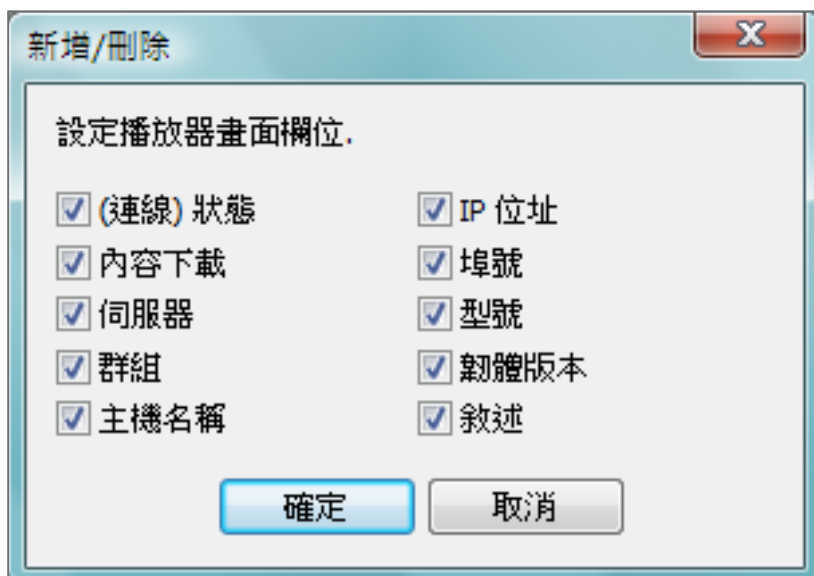 新增/刪除
設定播放器畫面欄位.
(連線) 狀態
IP 位址
內容下載
埠號
伺服器
型號
群組
韌體版本
主機名稱
敘述
確定
取消